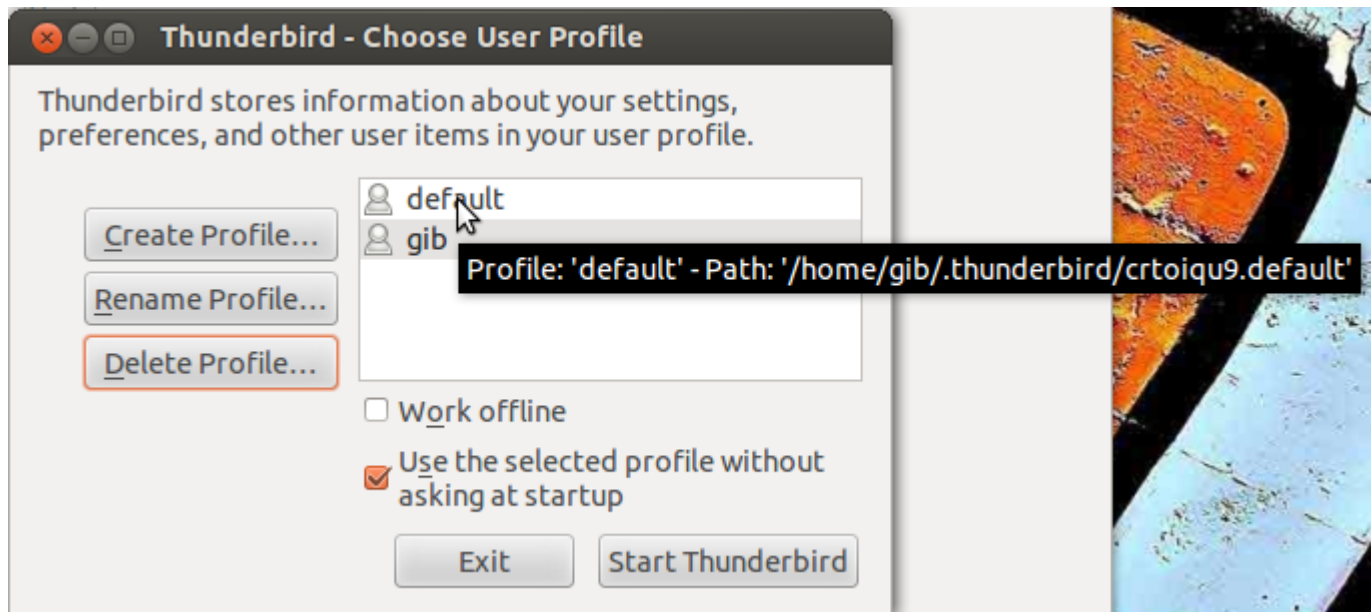 Thunderbird - Choose User Profile
Thunderbird stores information about your settings,
preferences, and other user items in your user profile.
default
gib
Profile: 'default' - Path: '/home/gib/.thunderbird/crtoiqu9.default'
Create Profile...
Rename Profile...
Delete Profile...
Work offline
Use the selected profile without
asking at startup
Exit
Start Thunderbird